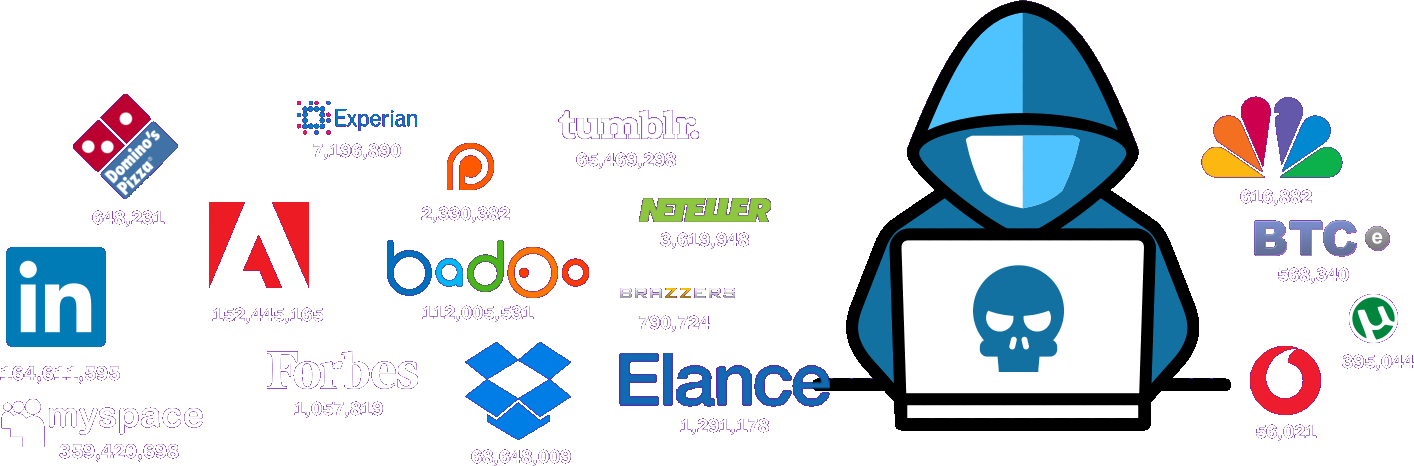 Domino's
Pizza
648,231
Experian
7,196,890
tumblr.
65,469,298
2,330,382
NETELLER
3,619,948
616,882
BTC e
568,340
in
164,611,595
152,445,165
badoo
112,005,531
BRAZZERS
790,724
µ
395,044
Forbes
1,057,819
68,648,009
Elance
1,291,178
56,021
myspace
359,420,698